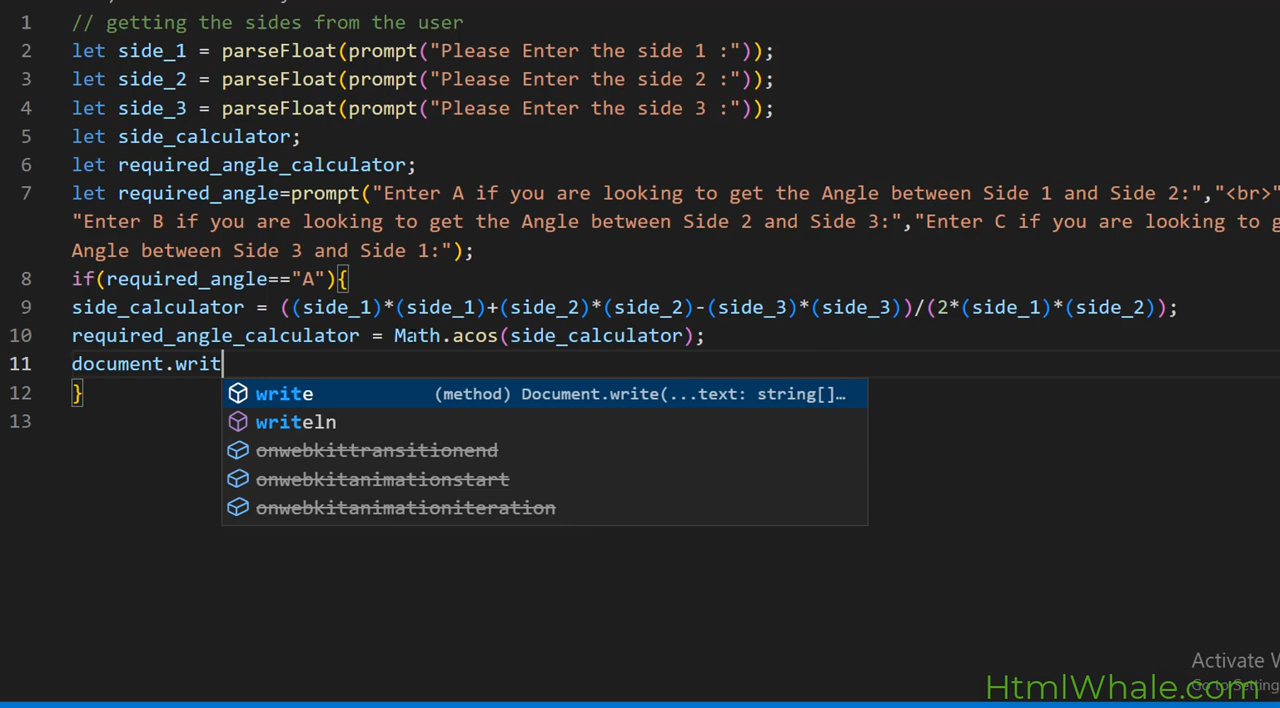 1 // getting the sides from the user
2 let side_1 = parseFloat(prompt("Please Enter the side 1 :"));
3 let side_2 = parseFloat(prompt("Please Enter the side 2 :"));
4 let side_3 = parseFloat(prompt("Please Enter the side 3 :"));
5 let side_calculator;
6 let required_angle_calculator;
7 let required_angle=prompt("Enter A if you are looking to get the Angle between Side 1 and Side 2:","<br>"
"Enter B if you are looking to get the Angle between Side 2 and Side 3:","Enter C if you are looking to g
Angle between Side 3 and Side 1:");
8 if(required_angle=="A"){
9 side_calculator = ((side_1)*(side_1)+(side_2)*(side_2)-(side_3)*(side_3))/(2*(side_1)*(side_2));
10 required_angle_calculator = Math.acos(side_calculator);
11 document.writ
12 }
write (method) Document.write(...text: string[]…
13
writeln
onwebkittransitionend
onwebkitanimationstart
onwebkitanimationiteration
Activate W
Go to Setting
HtmlWhale.com